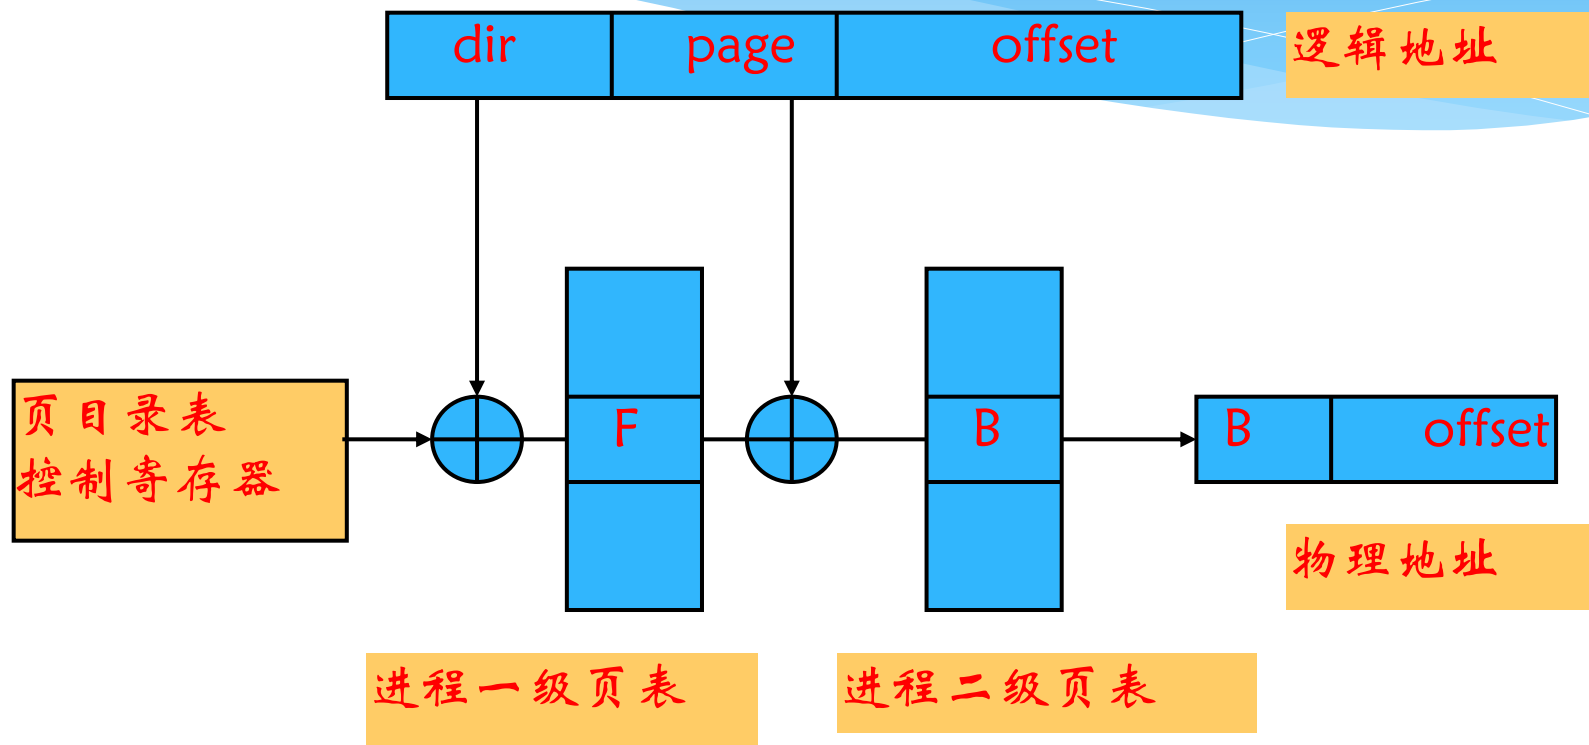 dir page offset 逻辑地址
页目录表
控制寄存器
F B B offset
物理地址
进程一级页表 进程二级页表